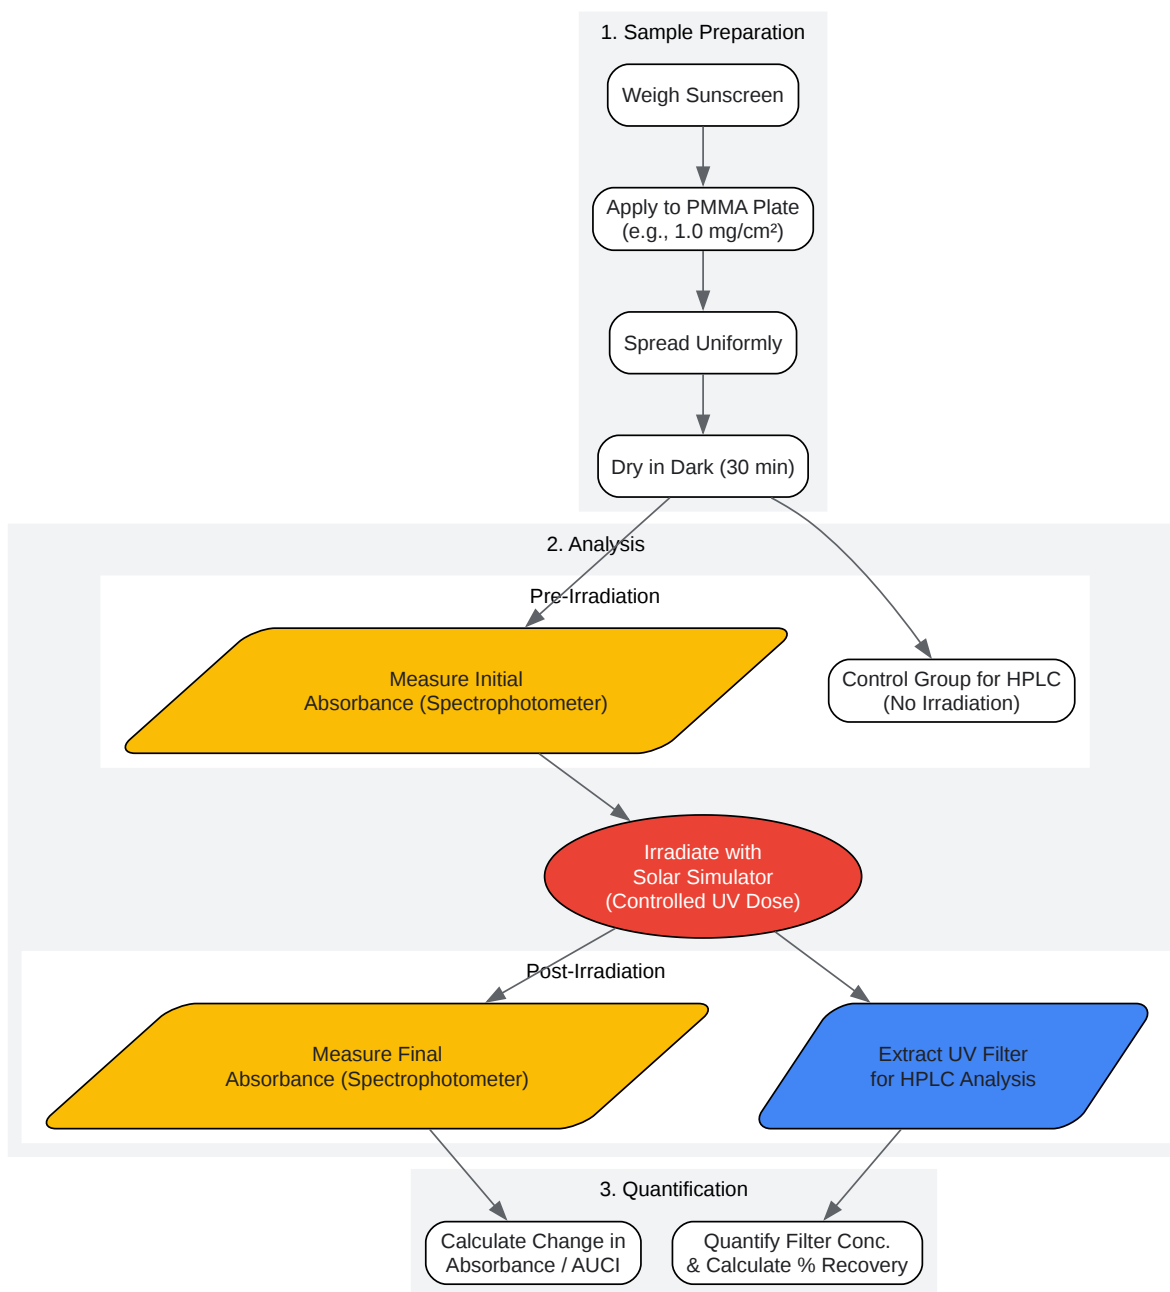 1. Sample Preparation
Weigh Sunscreen
Apply to PMMA Plate
(e.g., 1.0 mg/cm²)
Spread Uniformly
Dry in Dark (30 min)
2. Analysis
Pre-Irradiation
Measure Initial
Absorbance (Spectrophotometer)
Control Group for HPLC
(No Irradiation)
Irradiate with
Solar Simulator
(Controlled UV Dose)
Post-Irradiation
Measure Final
Absorbance (Spectrophotometer)
Extract UV Filter
for HPLC Analysis
3. Quantification
Calculate Change in
Absorbance / AUCI
Quantify Filter Conc.
& Calculate % Recovery